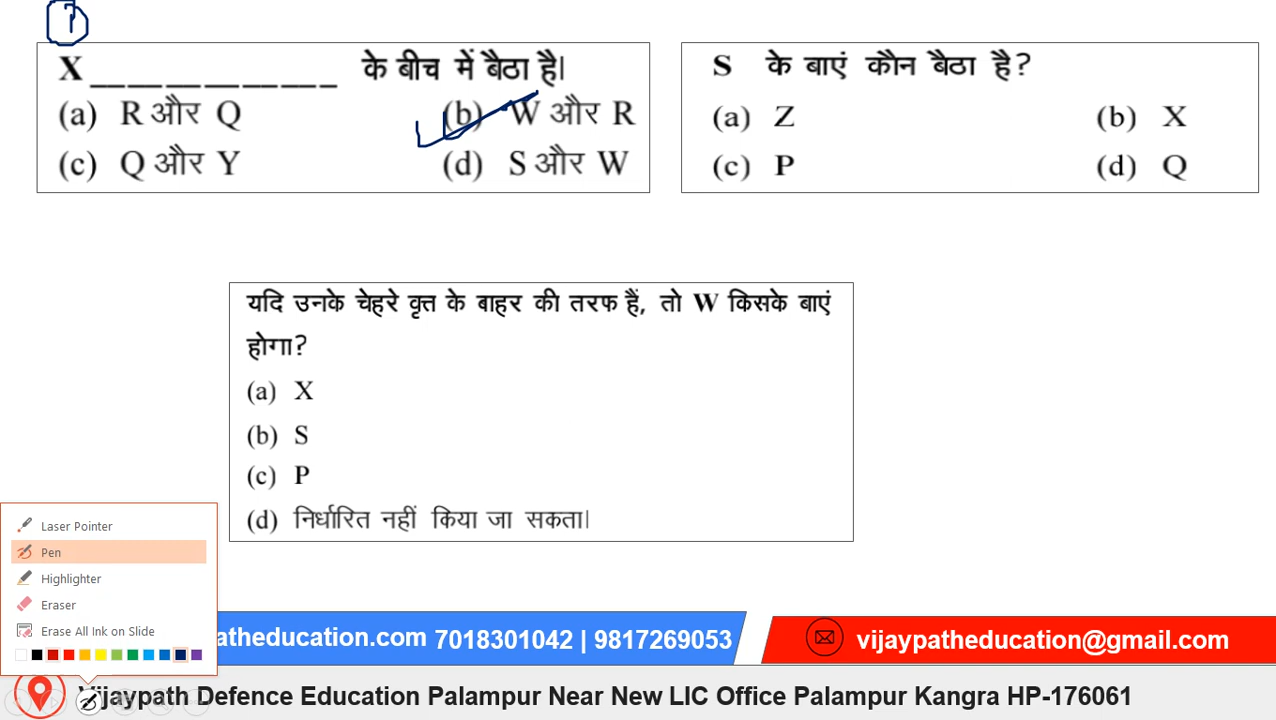 1
X_____________ के बीच में बैठा है।
(a) R और Q (b) W और R
(c) Q और Y (d) S और W
S के बाएं कौन बैठा है?
(a) Z (b) X
(c) P (d) Q
यदि उनके चेहरे वृत्त के बाहर की तरफ हैं, तो W किसके बाएं
होगा?
(a) X
(b) S
(c) P
(d) निर्धारित नहीं किया जा सकता।
Laser Pointer
Pen
Highlighter
Eraser
Erase All Ink on Slide
atheducation.com 7018301042 | 9817269053
vijaypatheducation@gmail.com
Vijaypath Defence Education Palampur Near New LIC Office Palampur Kangra HP-176061